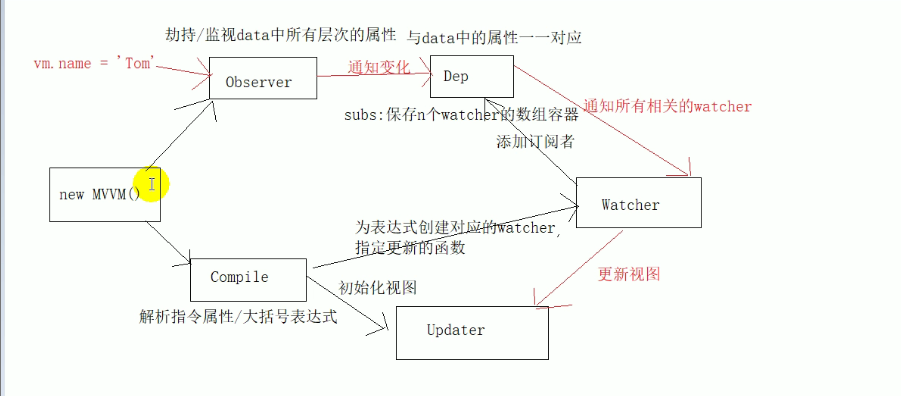 劫持/监视data中所有层次的属性
与data中的属性一一对应
vm.name = 'Tom'
Observer
通知变化
Dep
subs:保存n个watcher的数组容器
通知所有相关的watcher
添加订阅者
new MVVM()
Watcher
为表达式创建对应的watcher,
指定更新的函数
Compile
初始化视图
更新视图
解析指令属性/大括号表达式
Updater